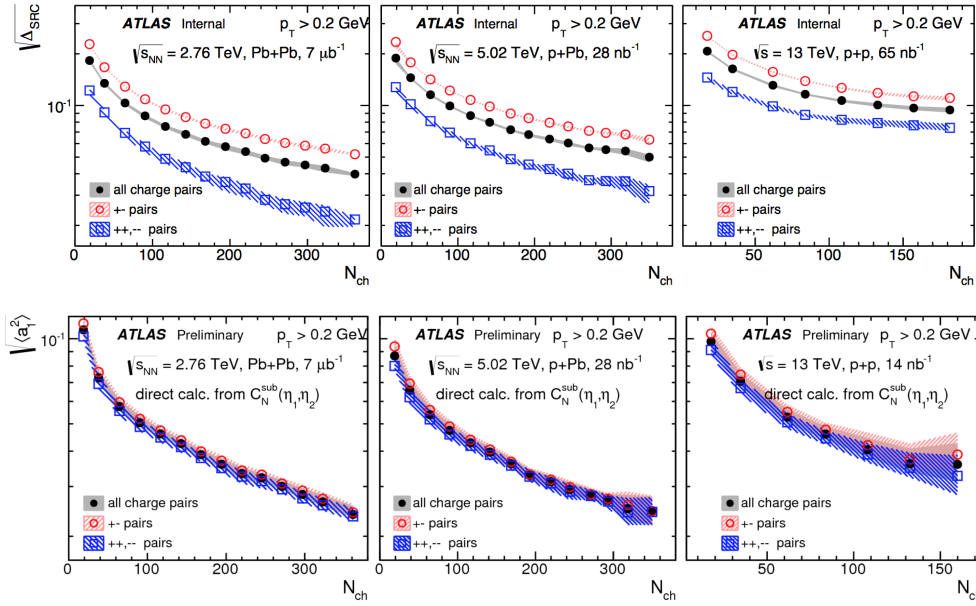 √Δ_SRC
ATLAS Internal p_T > 0.2 GeV
√s_NN = 2.76 TeV, Pb+Pb, 7 μb⁻¹
10⁻¹
all charge pairs
+- pairs
++,-- pairs
0 100 200 300
N_ch
ATLAS Internal p_T > 0.2 GeV
√s_NN = 5.02 TeV, p+Pb, 28 nb⁻¹
all charge pairs
+- pairs
++,-- pairs
0 100 200 300
N_ch
ATLAS Internal p_T > 0.2 GeV
√s = 13 TeV, p+p, 65 nb⁻¹
all charge pairs
+- pairs
++,-- pairs
50 100 150
N_ch
√⟨a₁²⟩
ATLAS Preliminary p_T > 0.2 GeV
√s_NN = 2.76 TeV, Pb+Pb, 7 μb⁻¹
direct calc. from C_N^sub(η₁,η₂)
10⁻¹
all charge pairs
+- pairs
++,-- pairs
0 100 200 300
N_ch
ATLAS Preliminary p_T > 0.2 GeV
√s_NN = 5.02 TeV, p+Pb, 28 nb⁻¹
direct calc. from C_N^sub(η₁,η₂)
all charge pairs
+- pairs
++,-- pairs
0 100 200 300
N_ch
ATLAS Preliminary p_T > 0.2 GeV
√s = 13 TeV, p+p, 14 nb⁻¹
direct calc. from C_N^sub(η₁,η₂)
all charge pairs
+- pairs
++,-- pairs
0 50 100 150
N_c